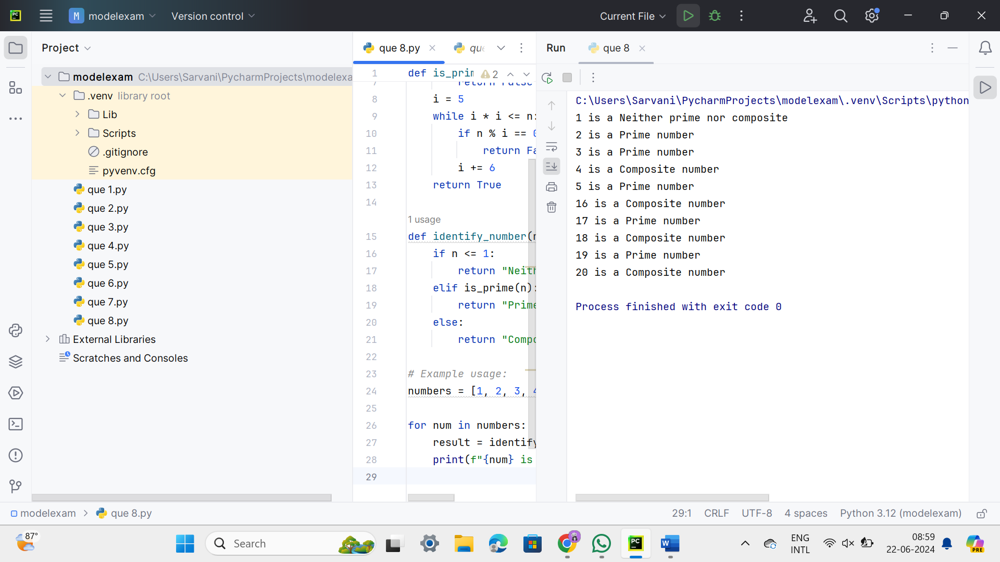 PC
M modelexam
Version control
Current File
Project
que 8.py
que
Run
que 8
modelexam C:\Users\Sarvani\PycharmProjects\modelexa
.venv library root
Lib
Scripts
.gitignore
pyvenv.cfg
que 1.py
que 2.py
que 3.py
que 4.py
que 5.py
que 6.py
que 7.py
que 8.py
External Libraries
Scratches and Consoles
1 def is_prim
2
7 return False
8 i = 5
9 while i * i <= n:
10 if n % i == 0
11 return Fa
12 i += 6
13 return True
14
1 usage
15 def identify_number(n
16 if n <= 1:
17 return "Neith
18 elif is_prime(n):
19 return "Prime
20 else:
21 return "Compo
22
23 # Example usage:
24 numbers = [1, 2, 3, 4
25
26 for num in numbers:
27 result = identify
28 print(f"{num} is
29
C:\Users\Sarvani\PycharmProjects\modelexam\.venv\Scripts\python
1 is a Neither prime nor composite
2 is a Prime number
3 is a Prime number
4 is a Composite number
5 is a Prime number
16 is a Composite number
17 is a Prime number
18 is a Composite number
19 is a Prime number
20 is a Composite number
Process finished with exit code 0
modelexam > que 8.py
29:1 CRLF UTF-8 4 spaces Python 3.12 (modelexam)
87°
Search
PC
W
ENG
INTL
08:59
22-06-2024
PRE